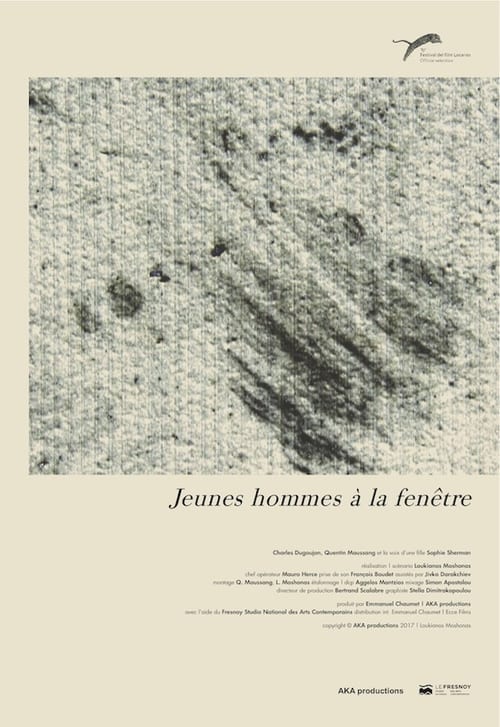 Festival del film Locarno
Official selection
Jeunes hommes à la fenêtre
Charles Dugoujon, Quentin Moussang et la voix d'une fille Sophie Sherman
réalisation | scénario Loukianos Moshonas
chef opérateur Mauro Herce prise de son François Boudet assistés par Jivko Darakchiev
montage Q. Moussang, L. Moshonas étalonnage | dcp Aggelos Mantzios mixage Simon Apostolou
directeur de production Bertrand Scalabre graphiste Stella Dimitrakopoulou
produit par Emmanuel Chaumet | AKA productions
avec l'aide du Fresnoy Studio National des Arts Contemporains distribution int. Emmanuel Chaumet | Ecce Films
copyright © AKA productions 2017 | Loukianos Moshonas
AKA productions
LE FRESNOY